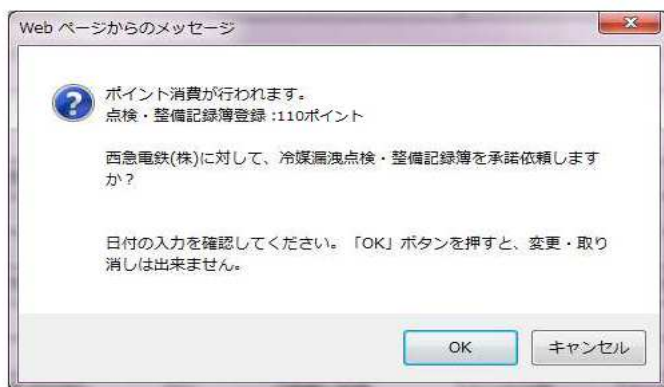 Web ページからのメッセージ
ポイント消費が行われます。
点検・整備記録簿登録 :110ポイント
西急電鉄(株)に対して、冷媒漏洩点検・整備記録簿を承諾依頼します
か？
日付の入力を確認してください。「OK」ボタンを押すと、変更・取り
消しは出来ません。
OK
キャンセル